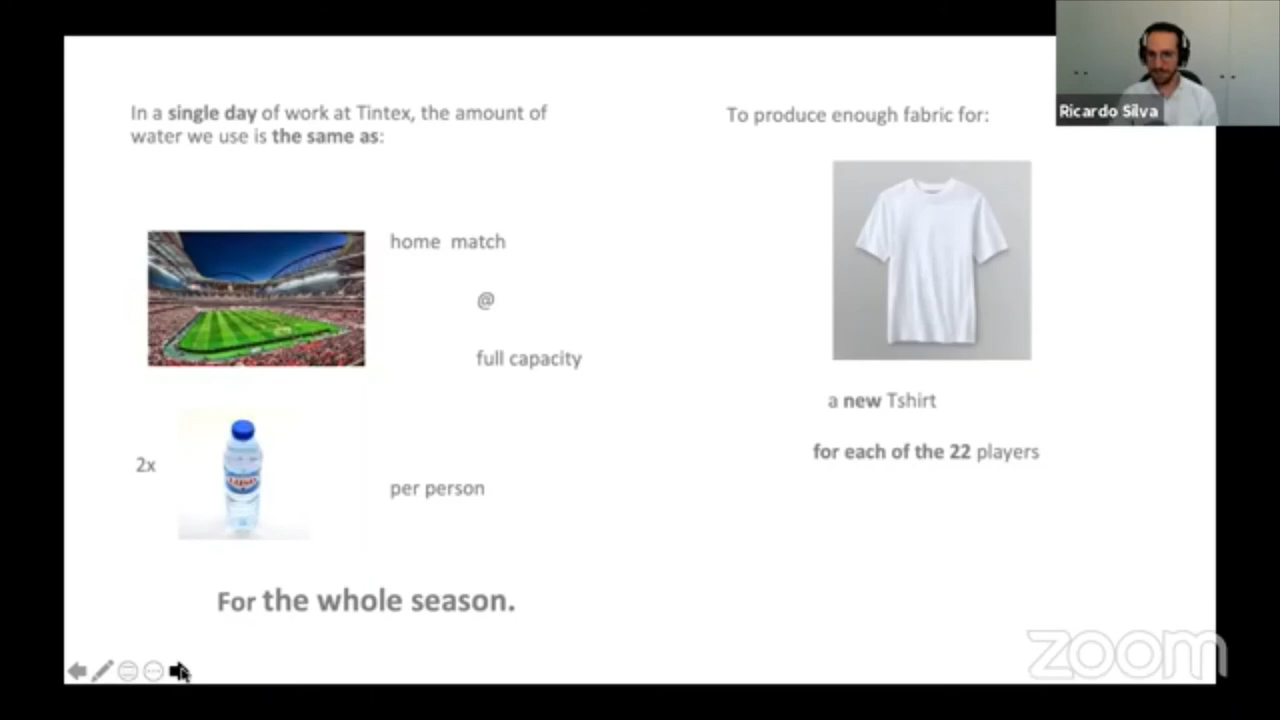 In a single day of work at Tintex, the amount of
water we use is the same as:
home match
@
full capacity
2x
per person
For the whole season.
To produce enough fabric for:
a new Tshirt
for each of the 22 players
Ricardo Silva
zoom